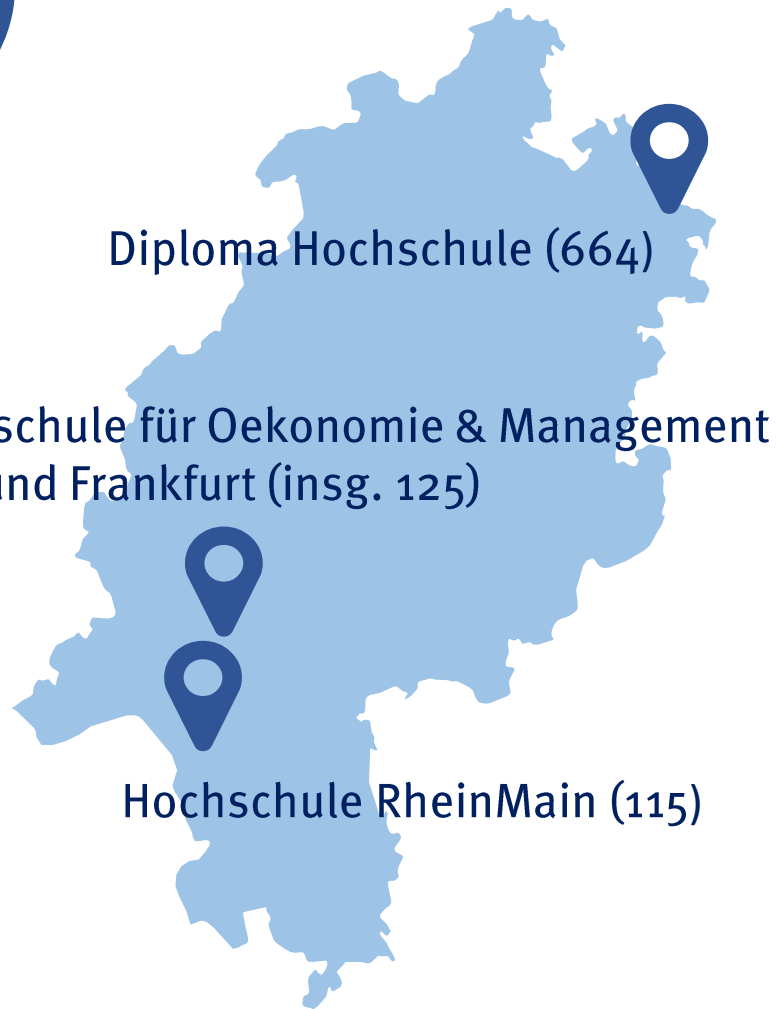 Diploma Hochschule (664)
schule für Oekonomie & Management
und Frankfurt (insg. 125)
Hochschule RheinMain (115)